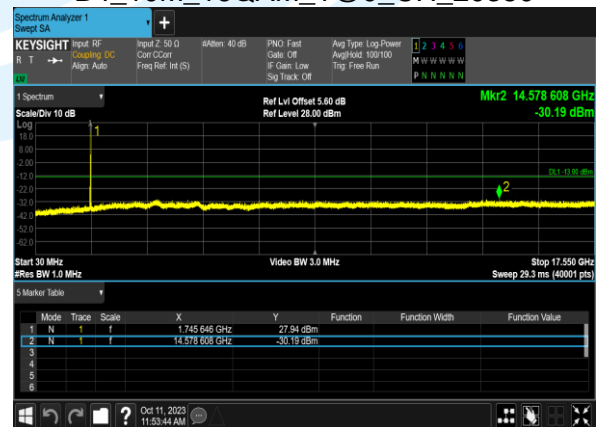 Spectrum Analyzer 1
Swept SA
KEYSIGHT Input: RF Input Z: 50 Ω #Atten: 40 dB PNO: Fast Avg Type: Log-Power 1 2 3 4 5 6
R T Coupling: DC Corr CCorr Gate: Off Avg|Hold: 100/100 M W W W W W
Align: Auto Freq Ref: Int (S) IF Gain: Low Trig: Free Run
Sig Track: Off P N N N N N
1 Spectrum
Ref Lvl Offset 5.60 dB Mkr2 14.578 608 GHz
Scale/Div 10 dB Ref Level 28.00 dBm -30.19 dBm
Log
18.0
1
8.00
-2.00
-12.0 DL1 -13.00 dBm
-22.0 2
-32.0
-42.0
-52.0
-62.0
Start 30 MHz Video BW 3.0 MHz Stop 17.550 GHz
#Res BW 1.0 MHz Sweep 29.3 ms (40001 pts)
5 Marker Table
Mode Trace Scale X Y Function Function Width Function Value
1 N 1 f 1.745 646 GHz 27.94 dBm
2 N 1 f 14.578 608 GHz -30.19 dBm
3
4
5
6
? Oct 11, 2023
11:53:44 AM